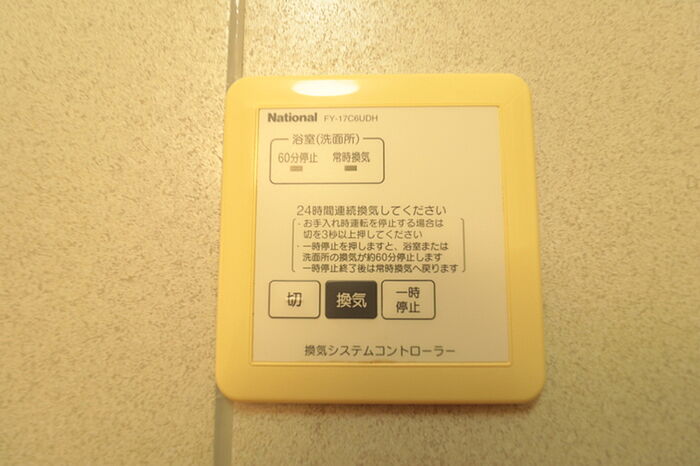 National FY-17C6UDH
浴室(洗面所)
60分停止 常時換気
24時間連続換気してください
・お手入れ時運転を停止する場合は
切を3秒以上押してください
・一時停止を押しますと、浴室または
洗面所の換気が約60分停止します
一時停止終了後は常時換気へ戻ります
切 換気 一時
停止
換気システムコントローラー